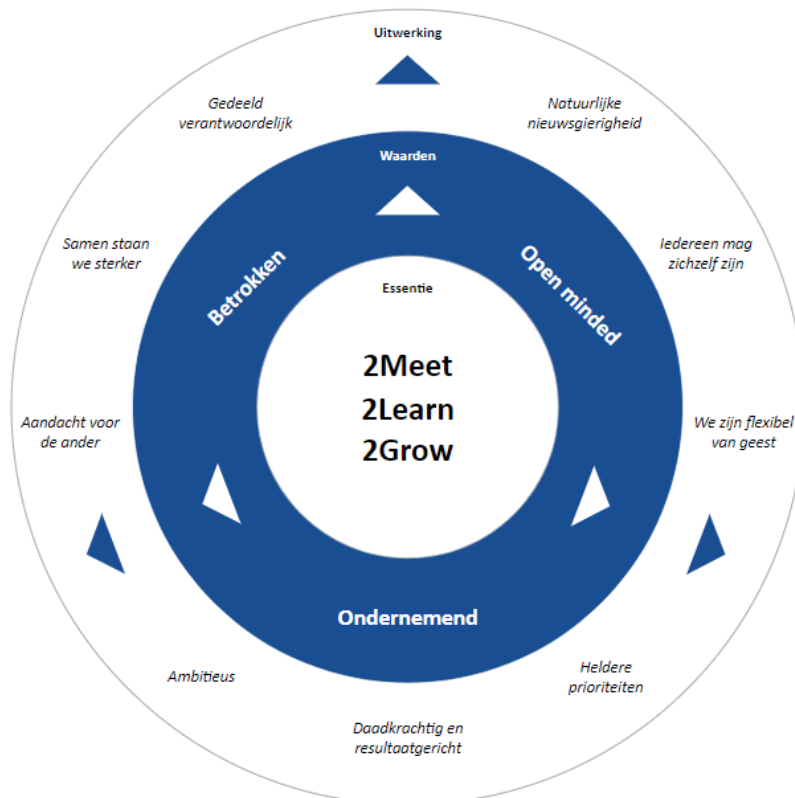 Uitwerking
Gedeeld
verantwoordelijk
Natuurlijke
nieuwsgierigheid
Waarden
Samen staan
we sterker
Betrokken
Open minded
Iedereen mag
zichzelf zijn
Essentie
2Meet
2Learn
2Grow
Aandacht voor
de ander
We zijn flexibel
van geest
Ondernemend
Ambitieus
Heldere
prioriteiten
Daadkrachtig en
resultaatgericht